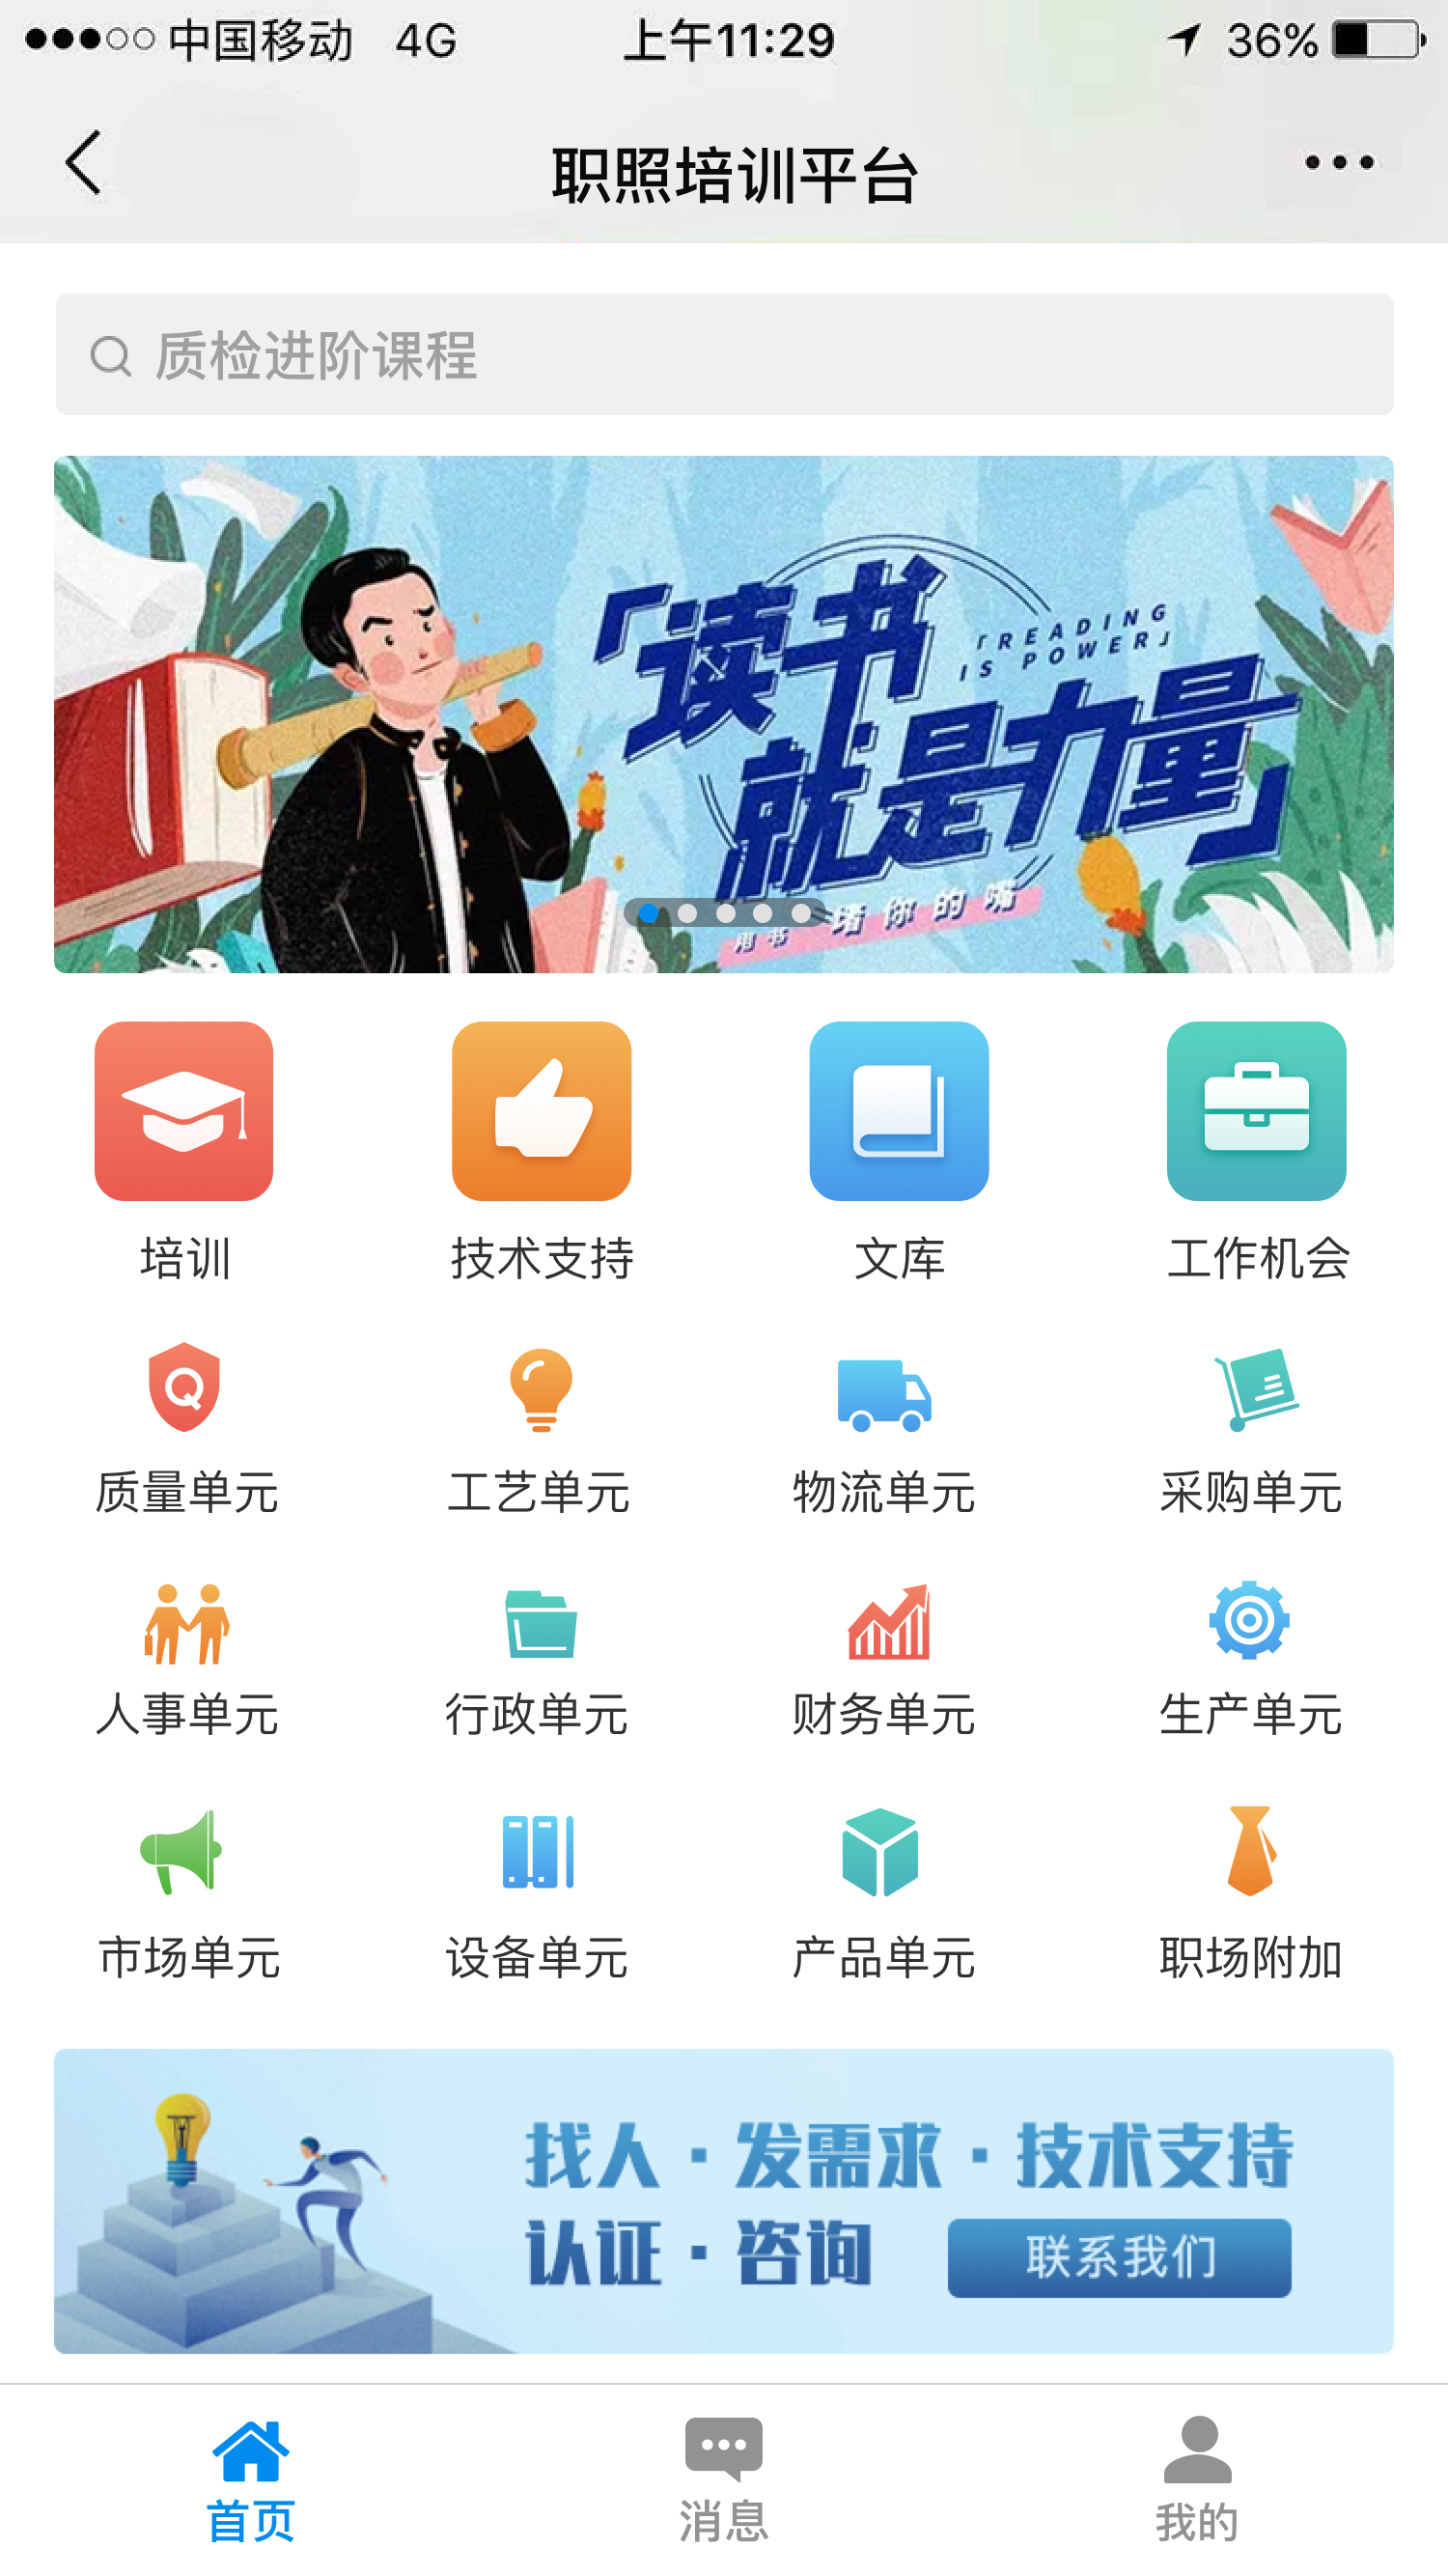 中国移动 4G 上午11:29 36%
职照培训平台
质检进阶课程
「读书
「READING
IS POWER」
就是力量」
用书 堵你的嘴
培训 技术支持 文库 工作机会
Q
质量单元 工艺单元 物流单元 采购单元
人事单元 行政单元 财务单元 生产单元
市场单元 设备单元 产品单元 职场附加
找人·发需求·技术支持
认证·咨询 联系我们
首页 消息 我的